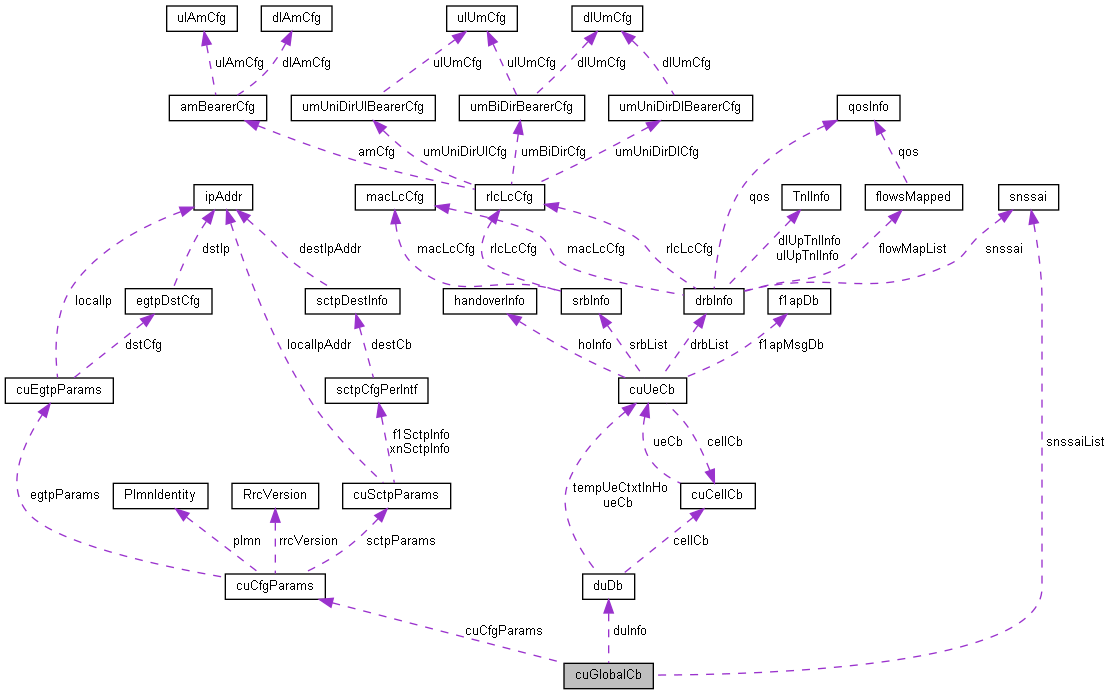 ulAmCfg
dlAmCfg
ulUmCfg
dlUmCfg
ulAmCfg
dlAmCfg
ulUmCfg
ulUmCfg
dlUmCfg
dlUmCfg
amBearerCfg
umUniDirUlBearerCfg
umBiDirBearerCfg
umUniDirDlBearerCfg
qosInfo
amCfg
umUniDirUlCfg
umBiDirCfg
umUniDirDlCfg
qos
ipAddr
macLcCfg
rlcLcCfg
qos
TnlInfo
flowsMapped
snssai
dstIp
destIpAddr
macLcCfg
rlcLcCfg
macLcCfg
rlcLcCfg
dlUpTnlInfo
ulUpTnlInfo
flowMapList
snssai
localIp
egtpDstCfg
sctpDestInfo
handoverInfo
srbInfo
drbInfo
f1apDb
dstCfg
localIpAddr
destCb
hoInfo
srbList
drbList
f1apMsgDb
cuEgtpParams
sctpCfgPerIntf
cuUeCb
f1SctpInfo
xnSctpInfo
ueCb
cellCb
snssaiList
egtpParams
PlmnIdentity
RrcVersion
cuSctpParams
tempUeCtxtInHo
ueCb
cuCellCb
plmn
rrcVersion
sctpParams
cellCb
cuCfgParams
duDb
cuCfgParams
duInfo
cuGlobalCb